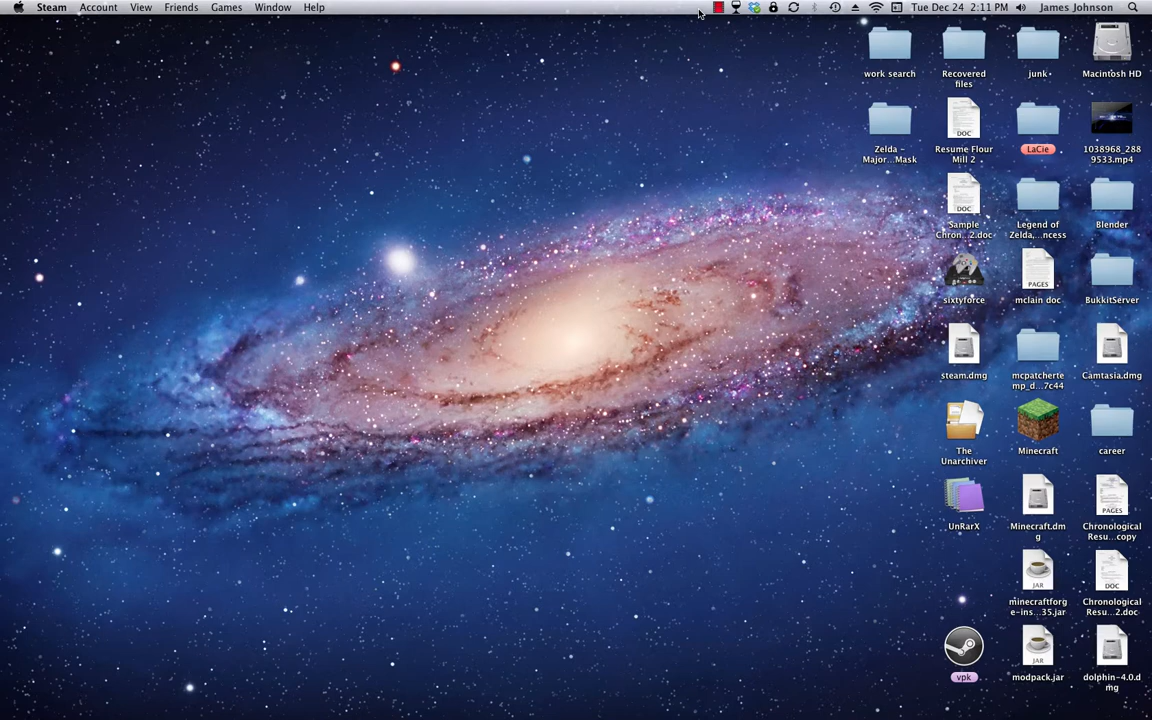 Steam Account View Friends Games Window Help Tue Dec 24 2:11 PM James Johnson
work search
Recovered
files
junk
Macintosh HD
Zelda -
Major...Mask
DOC
Resume Flour
Mill 2
LaCie
1038968_288
9533.mp4
DOC
Sample
Chron...2.doc
Legend of
Zelda,...ncess
Blender
sixtyforce
PAGES
mclain doc
BukkitServer
steam.dmg
mcpatcherte
mp_d...7c44
Camtasia.dmg
The
Unarchiver
Minecraft
career
UnRarX
Minecraft.dm
g
PAGES
Chronological
Resu...copy
JAR
minecraftforg
e-ins...35.jar
DOC
Chronological
Resu...2.doc
vpk
JAR
modpack.jar
dolphin-4.0.d
mg